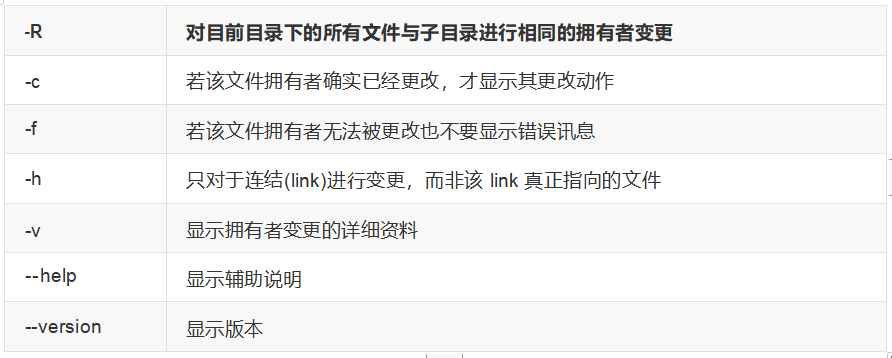 -R 对目前目录下的所有文件与子目录进行相同的拥有者变更
-c 若该文件拥有者确实已经更改，才显示其更改动作
-f 若该文件拥有者无法被更改也不要显示错误讯息
-h 只对于连结(link)进行变更，而非该 link 真正指向的文件
-v 显示拥有者变更的详细资料
--help 显示辅助说明
--version 显示版本